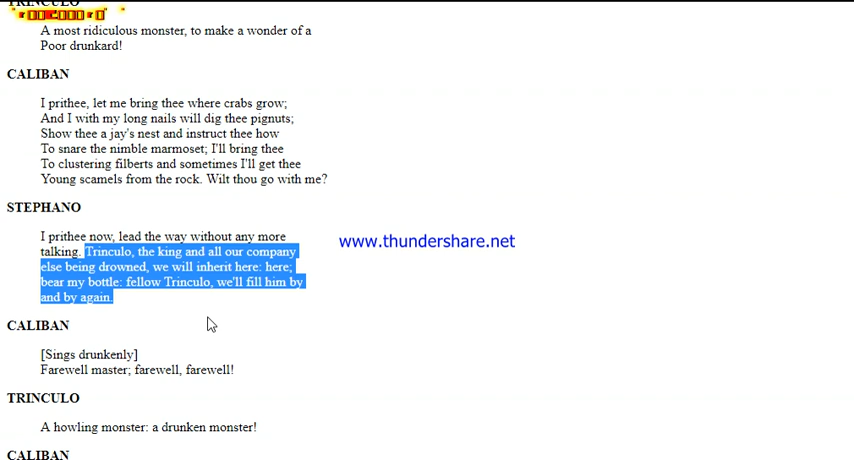 TRINCULO
A most ridiculous monster, to make a wonder of a
Poor drunkard!
CALIBAN
I prithee, let me bring thee where crabs grow;
And I with my long nails will dig thee pignuts;
Show thee a jay's nest and instruct thee how
To snare the nimble marmoset; I'll bring thee
To clustering filberts and sometimes I'll get thee
Young scamels from the rock. Wilt thou go with me?
STEPHANO
I prithee now, lead the way without any more
talking. Trinculo, the king and all our company
else being drowned, we will inherit here: here;
bear my bottle: fellow Trinculo, we'll fill him by
and by again.
www.thundershare.net
CALIBAN
[Sings drunkenly]
Farewell master; farewell, farewell!
TRINCULO
A howling monster: a drunken monster!
CALIBAN